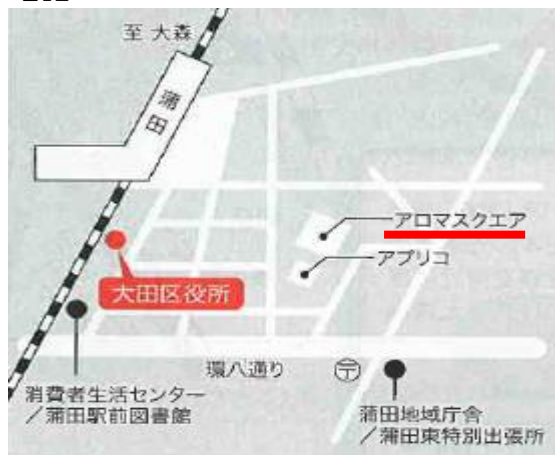 至 大森
蒲田
アロマスクエア
アプリコ
大田区役所
環八通り
〒
消費者生活センター
/蒲田駅前図書館
蒲田地域庁舎
/蒲田東特別出張所